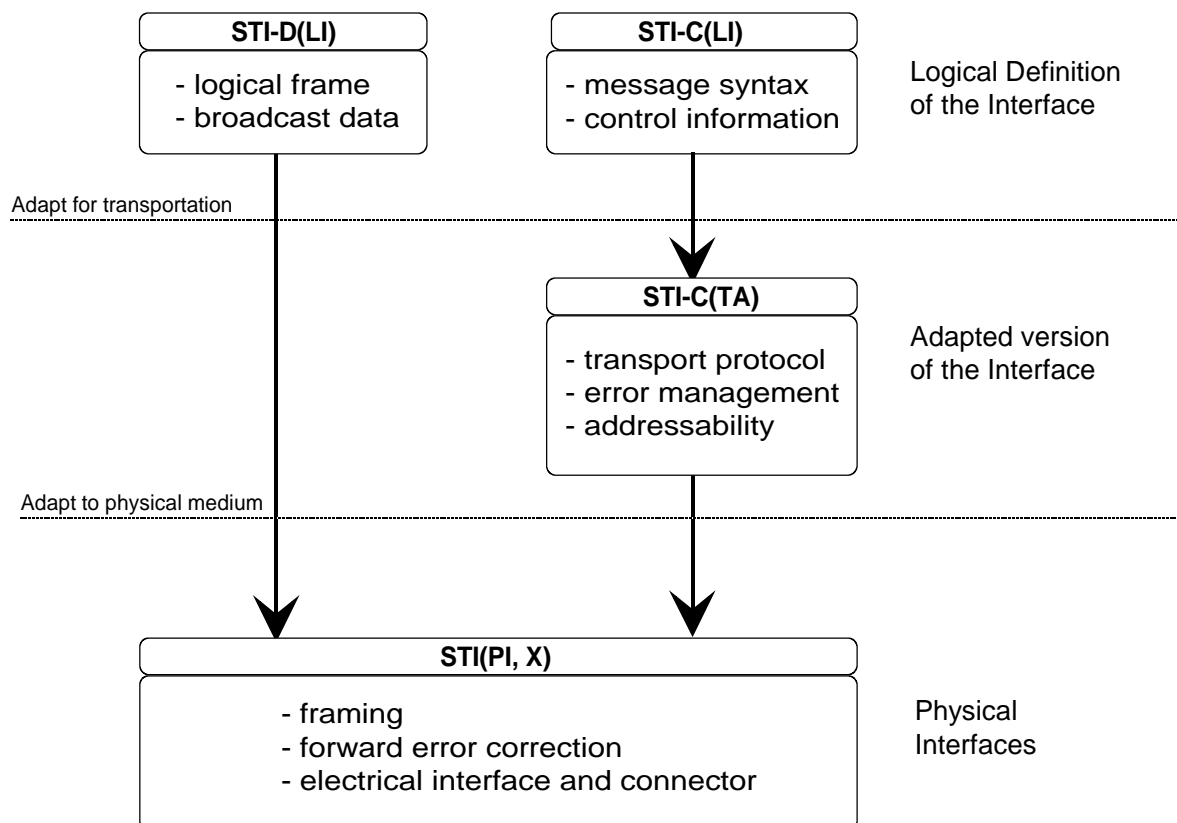 STI-D(LI)
- logical frame
- broadcast data
STI-C(LI)
- message syntax
- control information
Logical Definition
of the Interface
Adapt for transportation
STI-C(TA)
- transport protocol
- error management
- addressability
Adapted version
of the Interface
Adapt to physical medium
STI(PI, X)
- framing
- forward error correction
- electrical interface and connector
Physical
Interfaces